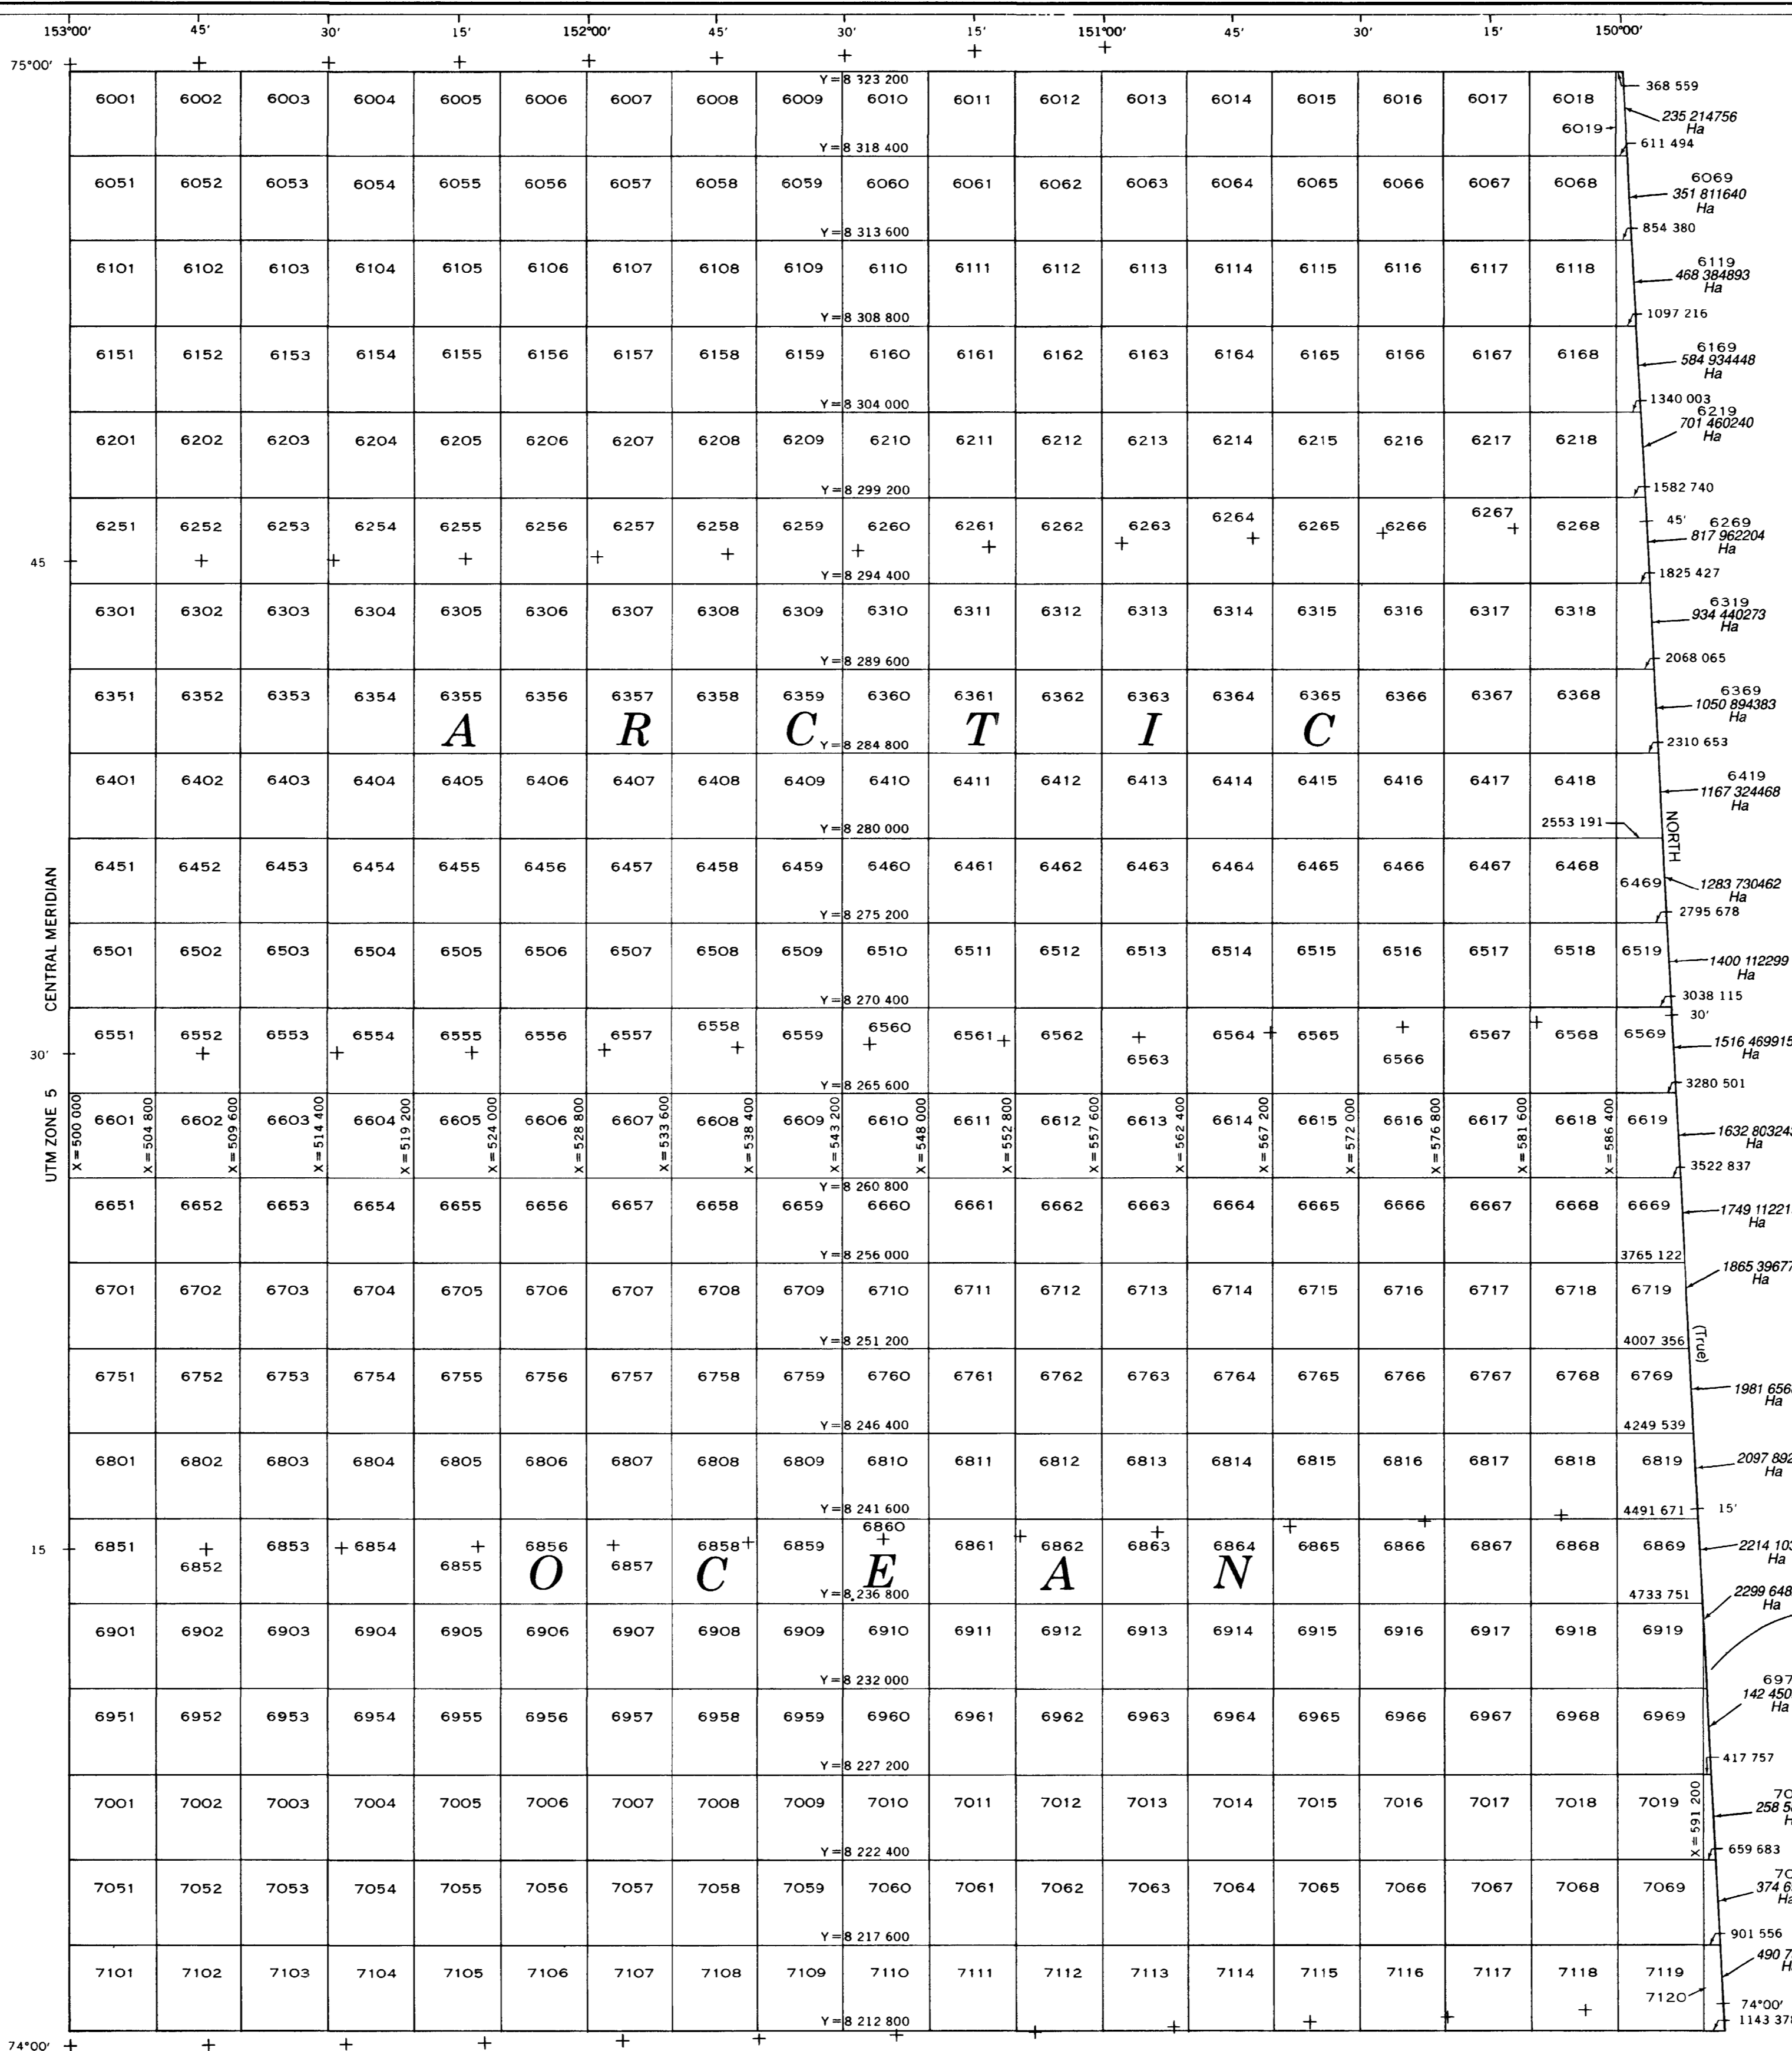 153°00' 45' 30' 15' 152°00' 45' 30' 15' 151°00' 45' 30' 15' 150°00'
75°00'
Y = 8 323 200
368 559
6001 6002 6003 6004 6005 6006 6007 6008 6009 6010 6011 6012 6013 6014 6015 6016 6017 6018
235 214756
Ha
6019
Y = 8 318 400
611 494
6051 6052 6053 6054 6055 6056 6057 6058 6059 6060 6061 6062 6063 6064 6065 6066 6067 6068 6069
351 811640
Ha
Y = 8 313 600
854 380
6101 6102 6103 6104 6105 6106 6107 6108 6109 6110 6111 6112 6113 6114 6115 6116 6117 6118 6119
468 384893
Ha
Y = 8 308 800
1097 216
6151 6152 6153 6154 6155 6156 6157 6158 6159 6160 6161 6162 6163 6164 6165 6166 6167 6168 6169
584 934448
Ha
Y = 8 304 000
1340 003
6201 6202 6203 6204 6205 6206 6207 6208 6209 6210 6211 6212 6213 6214 6215 6216 6217 6218 6219
701 460240
Ha
Y = 8 299 200
1582 740
6251 6252 6253 6254 6255 6256 6257 6258 6259 6260 6261 6262 6263 6264 6265 6266 6267 6268 45' 6269
817 962204
Ha
45
Y = 8 294 400
1825 427
6301 6302 6303 6304 6305 6306 6307 6308 6309 6310 6311 6312 6313 6314 6315 6316 6317 6318 6319
934 440273
Ha
Y = 8 289 600
2068 065
6351 6352 6353 6354 6355 6356 6357 6358 6359 6360 6361 6362 6363 6364 6365 6366 6367 6368 6369
1050 894383
Ha
A R C T I C
Y = 8 284 800
2310 653
6401 6402 6403 6404 6405 6406 6407 6408 6409 6410 6411 6412 6413 6414 6415 6416 6417 6418 6419
1167 324468
Ha
Y = 8 280 000
2553 191
NORTH
6451 6452 6453 6454 6455 6456 6457 6458 6459 6460 6461 6462 6463 6464 6465 6466 6467 6468 6469
1283 730462
Ha
Y = 8 275 200
2795 678
CENTRAL MERIDIAN
6501 6502 6503 6504 6505 6506 6507 6508 6509 6510 6511 6512 6513 6514 6515 6516 6517 6518 6519
1400 112299
Ha
Y = 8 270 400
3038 115
30'
6551 6552 6553 6554 6555 6556 6557 6558 6559 6560 6561 6562 6563 6564 6565 6566 6567 6568 6569
1516 469915
Ha
30'
Y = 8 265 600
3280 501
UTM ZONE 5
X = 500 000 X = 504 800 X = 509 600 X = 514 400 X = 519 200 X = 524 000 X = 528 800 X = 533 600 X = 538 400 X = 543 200 X = 548 000 X = 552 800 X = 557 600 X = 562 400 X = 567 200 X = 572 000 X = 576 800 X = 581 600 X = 586 400
6601 6602 6603 6604 6605 6606 6607 6608 6609 6610 6611 6612 6613 6614 6615 6616 6617 6618 6619
Ha
Y = 8 260 800
3522 837
6651 6652 6653 6654 6655 6656 6657 6658 6659 6660 6661 6662 6663 6664 6665 6666 6667 6668 6669
1749 11221
Ha
Y = 8 256 000
3765 122
6701 6702 6703 6704 6705 6706 6707 6708 6709 6710 6711 6712 6713 6714 6715 6716 6717 6718 6719
1865 39677
Ha
Y = 8 251 200
4007 356
(True)
6751 6752 6753 6754 6755 6756 6757 6758 6759 6760 6761 6762 6763 6764 6765 6766 6767 6768 6769
1981 656
Ha
Y = 8 246 400
4249 539
6801 6802 6803 6804 6805 6806 6807 6808 6809 6810 6811 6812 6813 6814 6815 6816 6817 6818 6819
2097 892
Ha
Y = 8 241 600
4491 671
15'
6851 6852 6853 6854 6855 6856 6857 6858 6859 6860 6861 6862 6863 6864 6865 6866 6867 6868 6869
2214 103
Ha
15
O C E A N
Y = 8 236 800
4733 751
2299 648
Ha
6901 6902 6903 6904 6905 6906 6907 6908 6909 6910 6911 6912 6913 6914 6915 6916 6917 6918 6919
Y = 8 232 000
697
142 450
Ha
6951 6952 6953 6954 6955 6956 6957 6958 6959 6960 6961 6962 6963 6964 6965 6966 6967 6968 6969
Y = 8 227 200
417 757
7001 7002 7003 7004 7005 7006 7007 7008 7009 7010 7011 7012 7013 7014 7015 7016 7017 7018 7019
X = 591 200
Y = 8 222 400
659 683
7051 7052 7053 7054 7055 7056 7057 7058 7059 7060 7061 7062 7063 7064 7065 7066 7067 7068 7069
374 6
Y = 8 217 600
901 556
490 7
7101 7102 7103 7104 7105 7106 7107 7108 7109 7110 7111 7112 7113 7114 7115 7116 7117 7118 7119
7120
74°00'
Y = 8 212 800
1143 378
74°00'